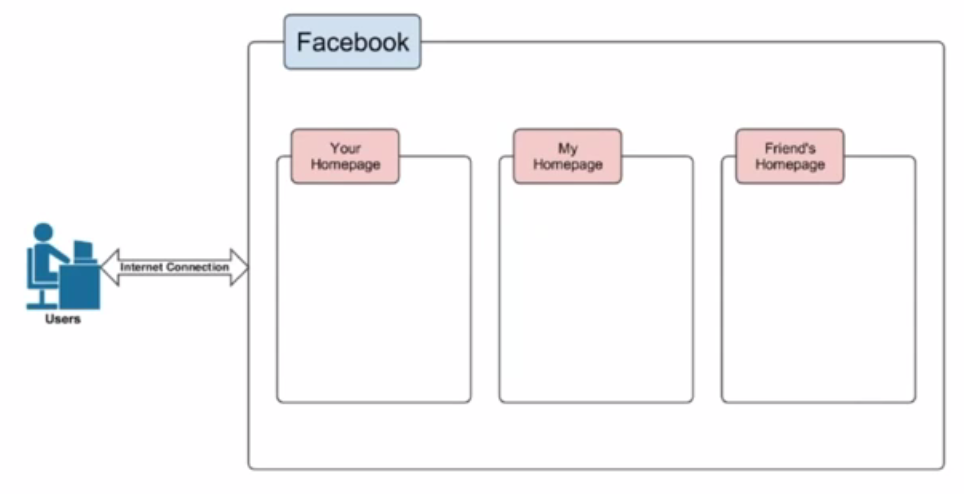 Facebook
Your
Homepage
My
Homepage
Friend's
Homepage
Internet Connection
Users